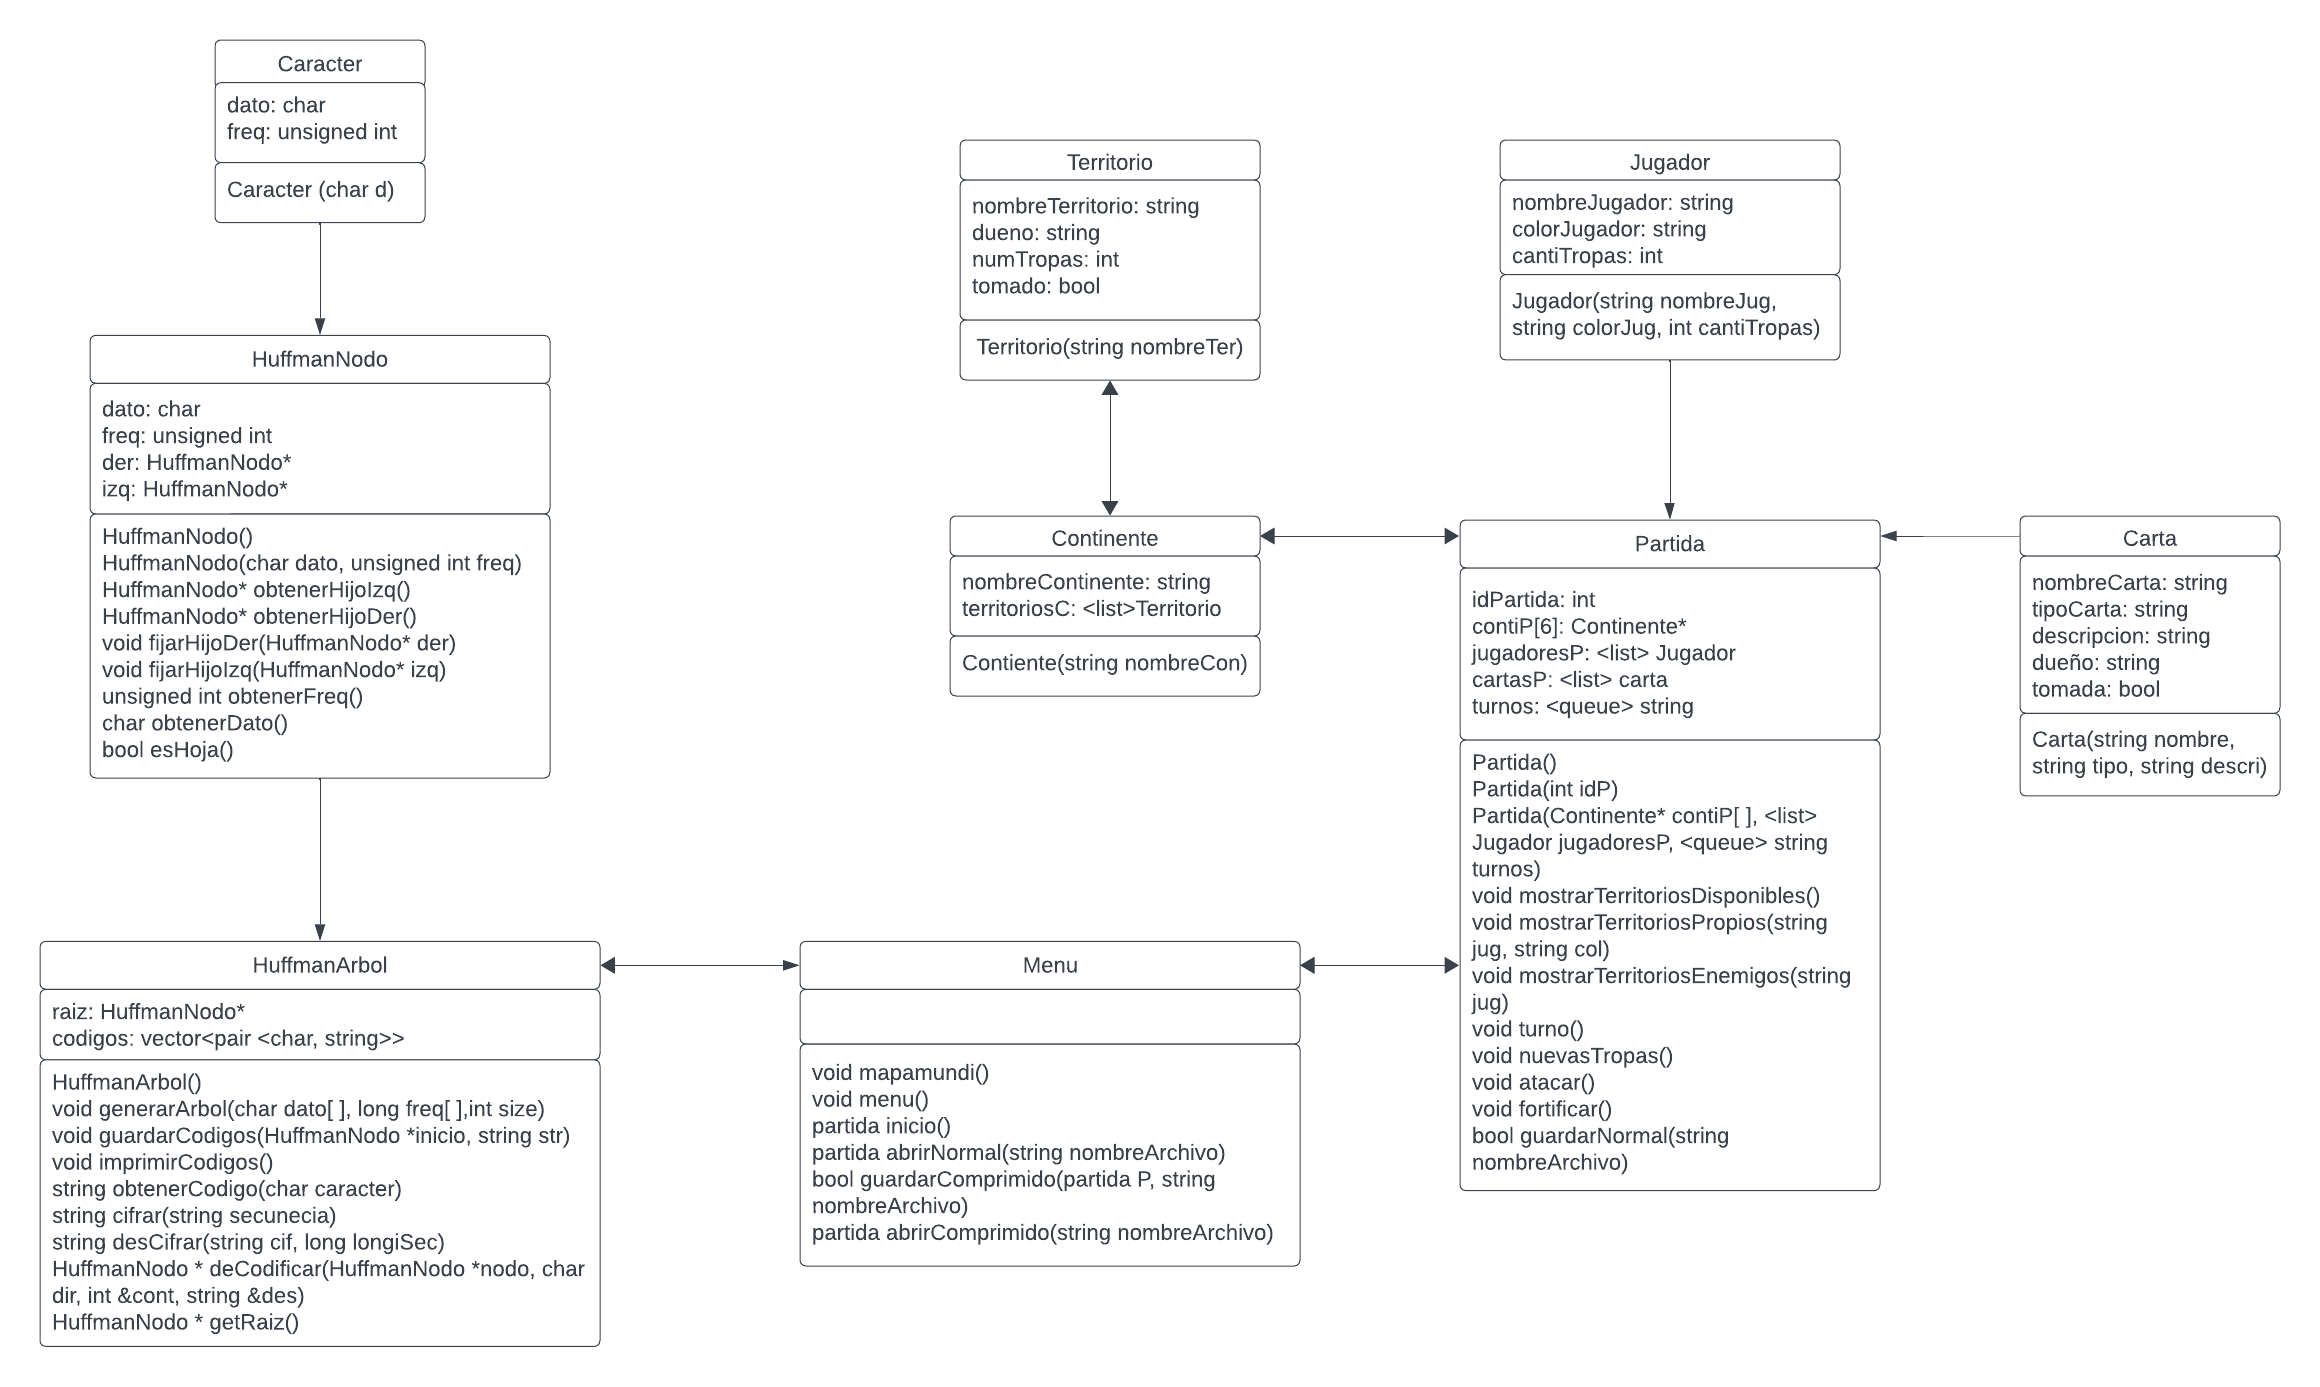 Caracter
dato: char
freq: unsigned int
Caracter (char d)
HuffmanNodo
dato: char
freq: unsigned int
der: HuffmanNodo*
izq: HuffmanNodo*
HuffmanNodo()
HuffmanNodo(char dato, unsigned int freq)
HuffmanNodo* obtenerHijoIzq()
HuffmanNodo* obtenerHijoDer()
void fijarHijoDer(HuffmanNodo* der)
void fijarHijoIzq(HuffmanNodo* izq)
unsigned int obtenerFreq()
char obtenerDato()
bool esHoja()
HuffmanArbol
raiz: HuffmanNodo*
codigos: vector<pair <char, string>>
HuffmanArbol()
void generarArbol(char dato[ ], long freq[ ],int size)
void guardarCodigos(HuffmanNodo *inicio, string str)
void imprimirCodigos()
string obtenerCodigo(char caracter)
string cifrar(string secunecia)
string desCifrar(string cif, long longiSec)
HuffmanNodo * deCodificar(HuffmanNodo *nodo, char
dir, int &cont, string &des)
HuffmanNodo * getRaiz()
Territorio
nombreTerritorio: string
dueno: string
numTropas: int
tomado: bool
Territorio(string nombreTer)
Continente
nombreContinente: string
territoriosC: <list>Territorio
Contiente(string nombreCon)
Menu
void mapamundi()
void menu()
partida inicio()
partida abrirNormal(string nombreArchivo)
bool guardarComprimido(partida P, string
nombreArchivo)
partida abrirComprimido(string nombreArchivo)
Jugador
nombreJugador: string
colorJugador: string
cantiTropas: int
Jugador(string nombreJug,
string colorJug, int cantiTropas)
Partida
idPartida: int
contiP[6]: Continente*
jugadoresP: <list> Jugador
cartasP: <list> carta
turnos: <queue> string
Partida()
Partida(int idP)
Partida(Continente* contiP[ ], <list>
Jugador jugadoresP, <queue> string
turnos)
void mostrarTerritoriosDisponibles()
void mostrarTerritoriosPropios(string
jug, string col)
void mostrarTerritoriosEnemigos(string
jug)
void turno()
void nuevasTropas()
void atacar()
void fortificar()
bool guardarNormal(string
nombreArchivo)
Carta
nombreCarta: string
tipoCarta: string
descripcion: string
dueño: string
tomada: bool
Carta(string nombre,
string tipo, string descri)